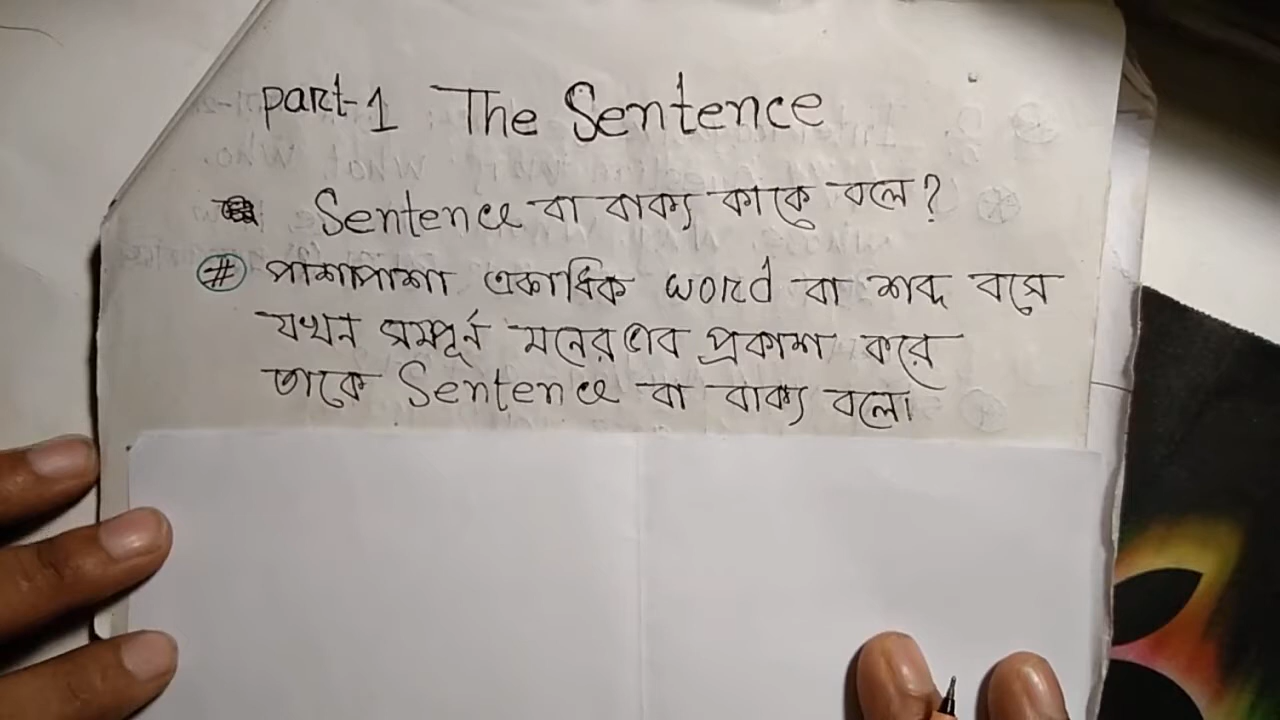 part-1 The Sentence
Sentence বা বাক্য কাকে বলে?
# পাশাপাশা একাধিক word বা শব্দ বসে
যখন সম্পূর্ন মনের ভাব প্রকাশ করে
তাকে Sentence বা বাক্য বলে।